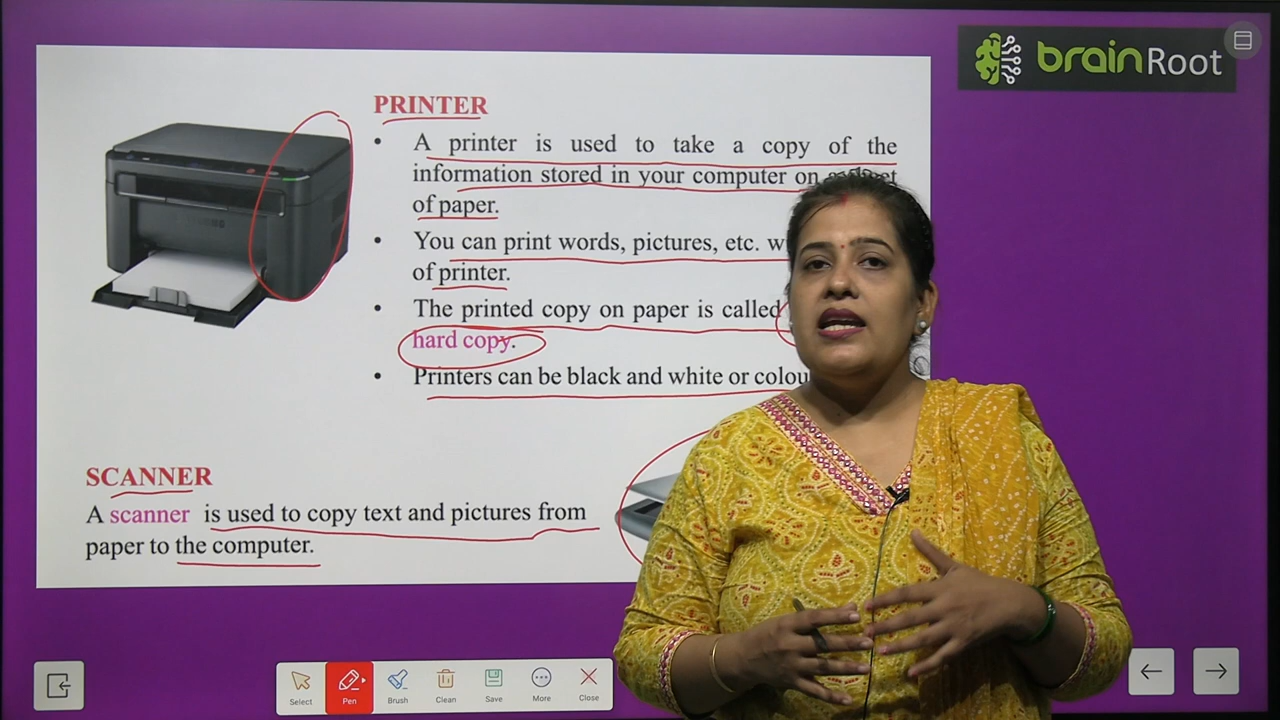 brainRoot
PRINTER
• A printer is used to take a copy of the
information stored in your computer on
of paper.
• You can print words, pictures, etc.
of printer.
• The printed copy on paper is called
hard copy.
• Printers can be black and white or
SCANNER
A scanner is used to copy text and pictures from
paper to the computer.
Select Pen Brush Clean Save More Close